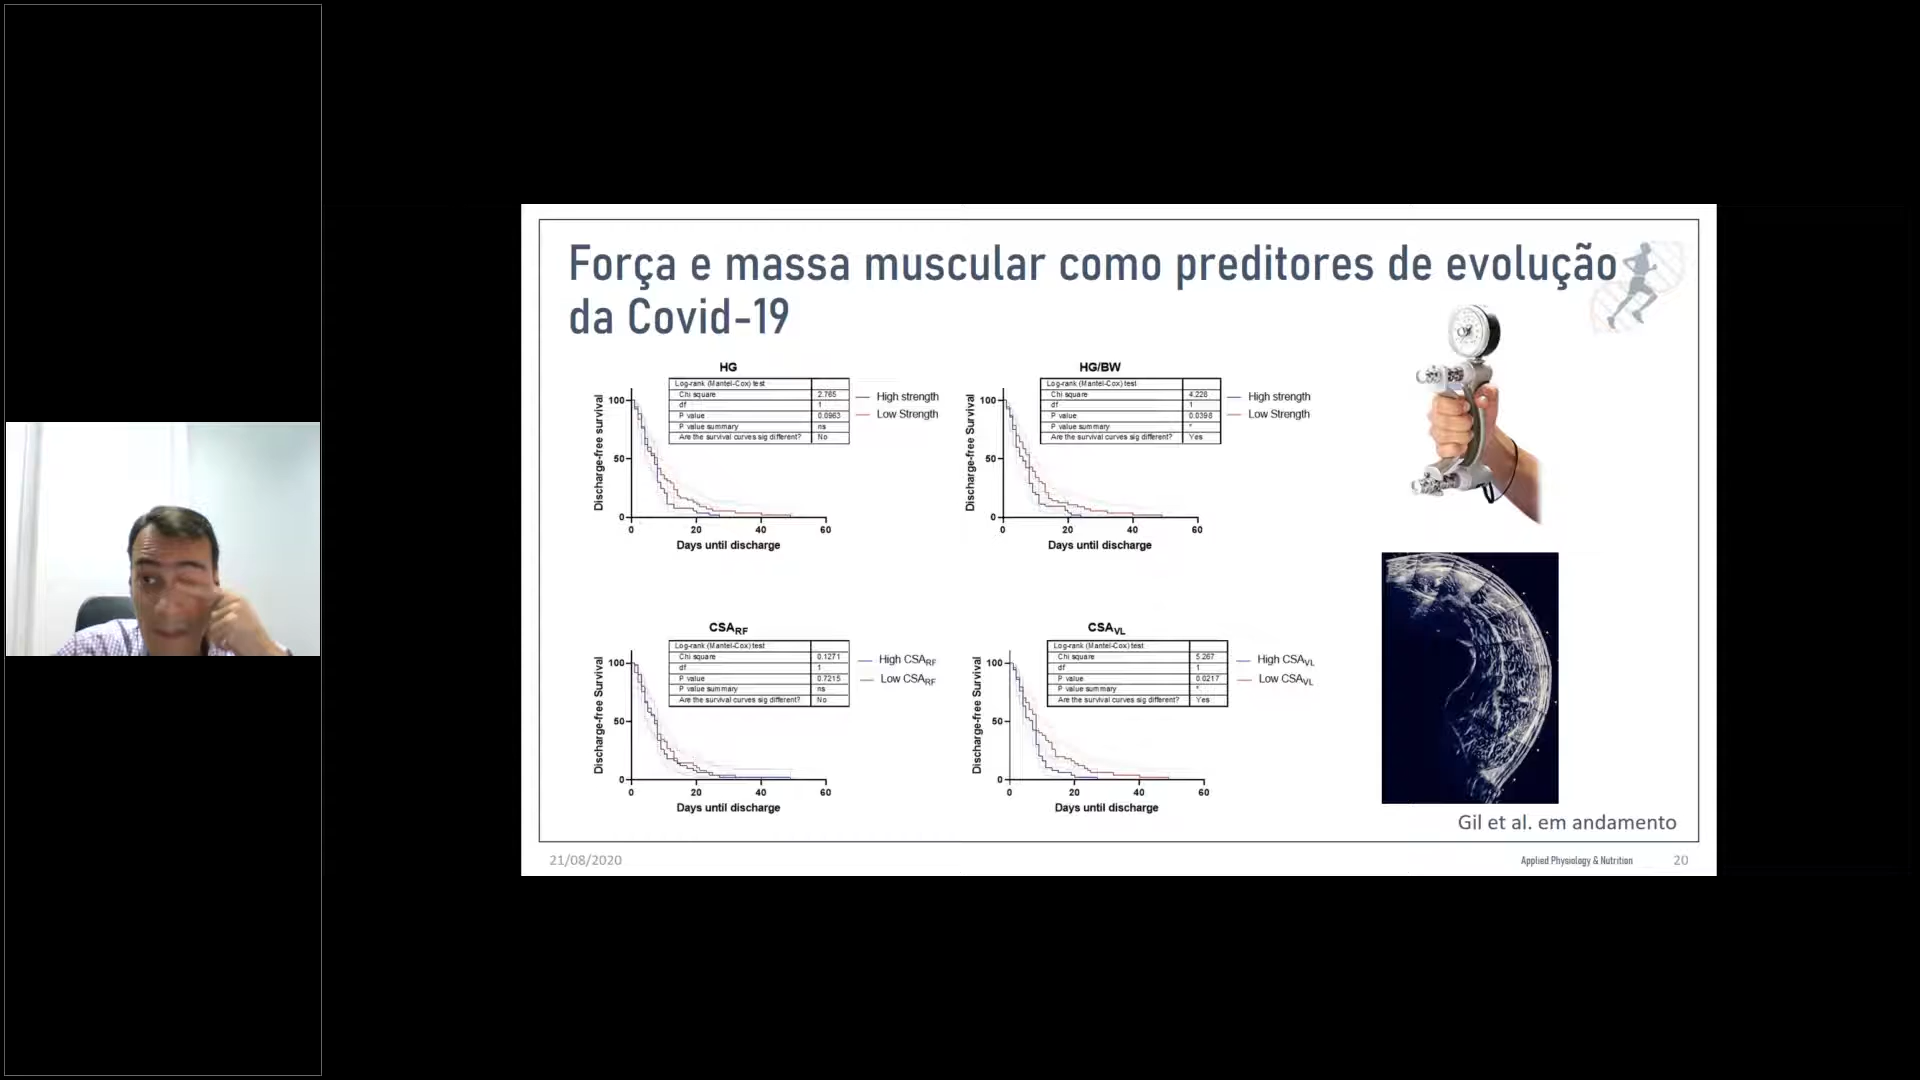 Força e massa muscular como preditores de evolução
da Covid-19
HG
Log-rank (Mantel-Cox) test
Chi square 2.765
df 1
P value 0.0963
P value summary ns
Are the survival curves sig different? No
High strength
Low Strength
Discharge-free survival
100
50
0
0 20 40 60
Days until discharge
HG/BW
Log-rank (Mantel-Cox) test
Chi square 4.228
df 1
P value 0.0398
P value summary *
Are the survival curves sig different? Yes
High strength
Low Strength
Discharge-free Survival
100
50
0
0 20 40 60
Days until discharge
CSARF
Log-rank (Mantel-Cox) test
Chi square 0.1271
df 1
P value 0.7215
P value summary ns
Are the survival curves sig different? No
High CSARF
Low CSARF
Discharge-free Survival
100
50
0
0 20 40 60
Days until discharge
CSAVL
Log-rank (Mantel-Cox) test
Chi square 5.267
df 1
P value 0.0217
P value summary *
Are the survival curves sig different? Yes
High CSAVL
Low CSAVL
Discharge-free Survival
100
50
0
0 20 40 60
Days until discharge
Gil et al. em andamento
21/08/2020
Applied Physiology & Nutrition
20